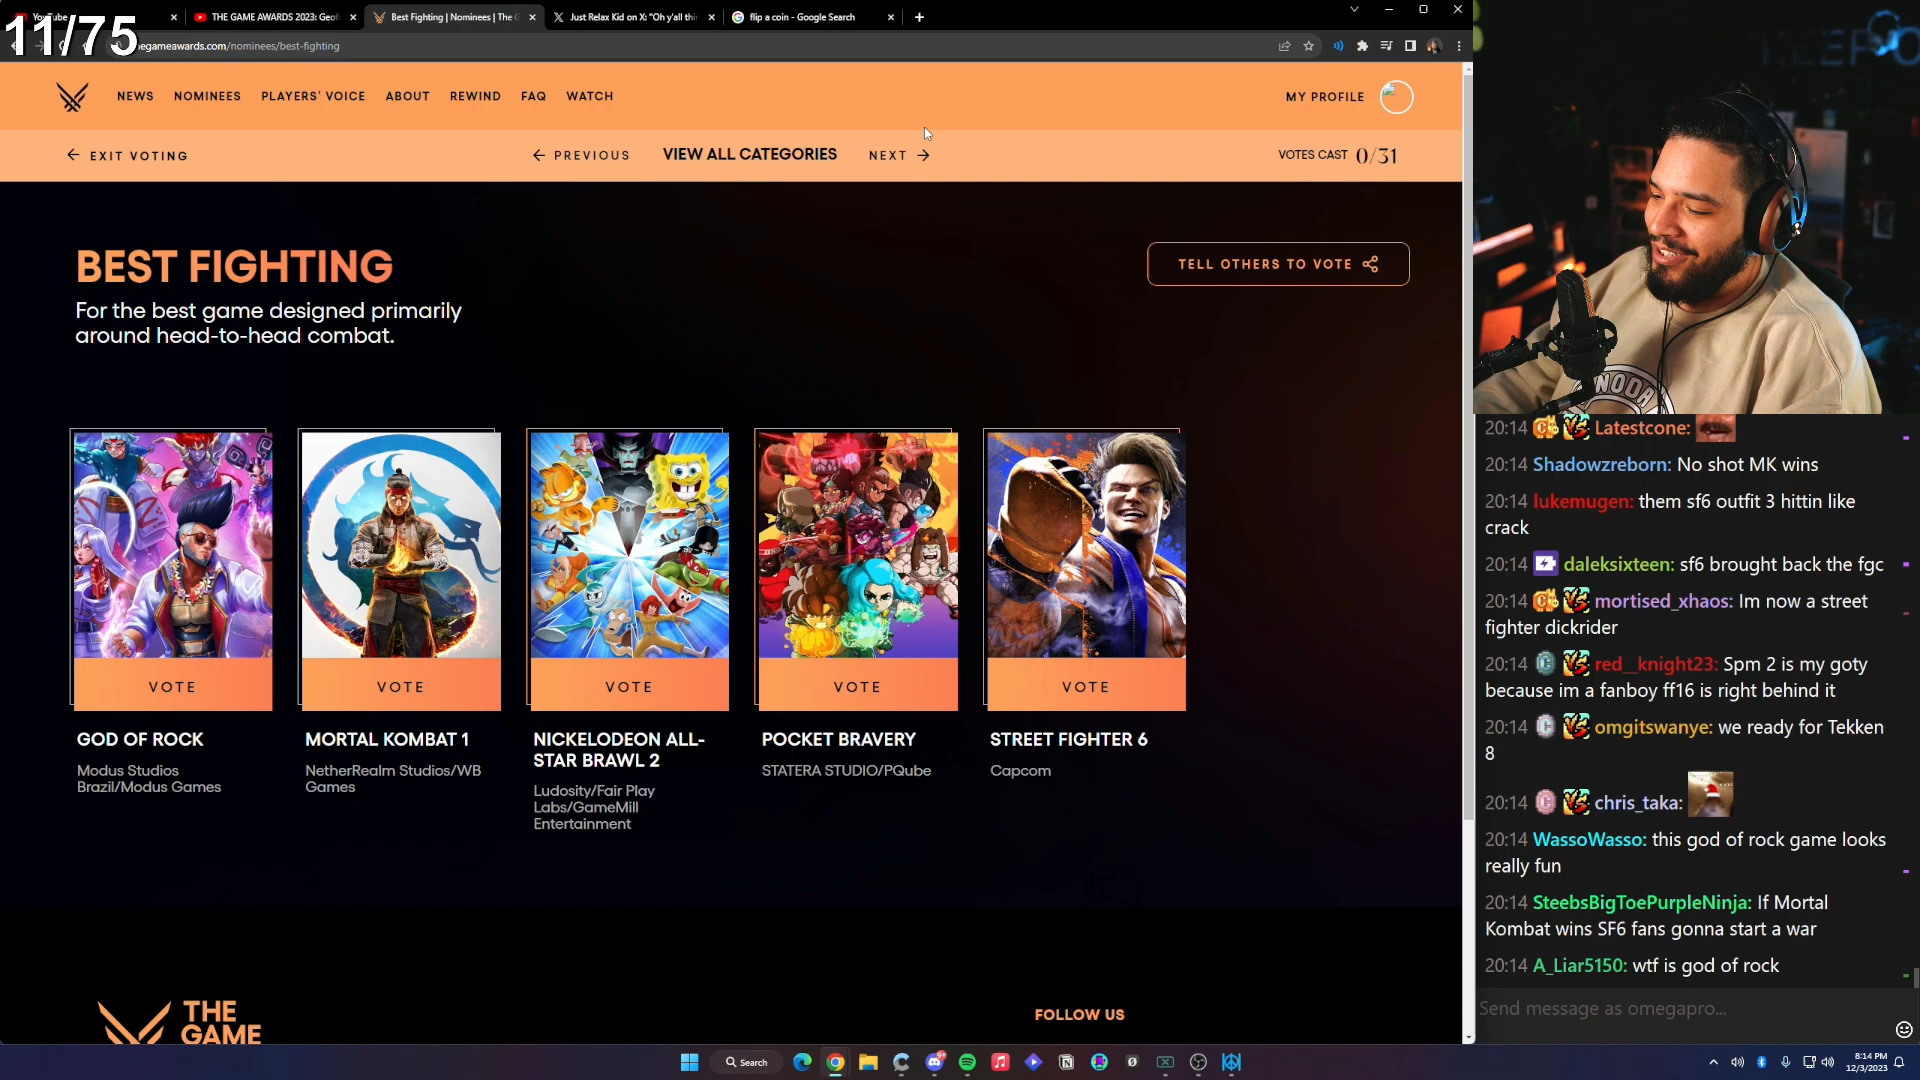 11/75
YouTube
THE GAME AWARDS 2023: Geoff
Best Fighting | Nominees | The G
Just Relax Kid on X: "Oh y'all thi
flip a coin - Google Search
egameawards.com/nominees/best-fighting
NEWS NOMINEES PLAYERS' VOICE ABOUT REWIND FAQ WATCH
MY PROFILE
EXIT VOTING
PREVIOUS
VIEW ALL CATEGORIES
NEXT
VOTES CAST 0/31
BEST FIGHTING
TELL OTHERS TO VOTE
For the best game designed primarily
around head-to-head combat.
VOTE
VOTE
VOTE
VOTE
VOTE
GOD OF ROCK
Modus Studios
Brazil/Modus Games
MORTAL KOMBAT 1
NetherRealm Studios/WB
Games
NICKELODEON ALL-
STAR BRAWL 2
Ludosity/Fair Play
Labs/GameMill
Entertainment
POCKET BRAVERY
STATERA STUDIO/PQube
STREET FIGHTER 6
Capcom
THE
GAME
FOLLOW US
NODA
20:14 Latestcone:
20:14 Shadowzreborn: No shot MK wins
20:14 lukemugen: them sf6 outfit 3 hittin like
crack
20:14 daleksixteen: sf6 brought back the fgc
20:14 mortised_xhaos: Im now a street
fighter dickrider
20:14 red__knight23: Spm 2 is my goty
because im a fanboy ff16 is right behind it
20:14 omgitswanye: we ready for Tekken
8
20:14 chris_taka:
20:14 WassoWasso: this god of rock game looks
really fun
20:14 SteebsBigToePurpleNinja: If Mortal
Kombat wins SF6 fans gonna start a war
20:14 A_Liar5150: wtf is god of rock
Send message as omegapro...
Search
8:14 PM
12/3/2023